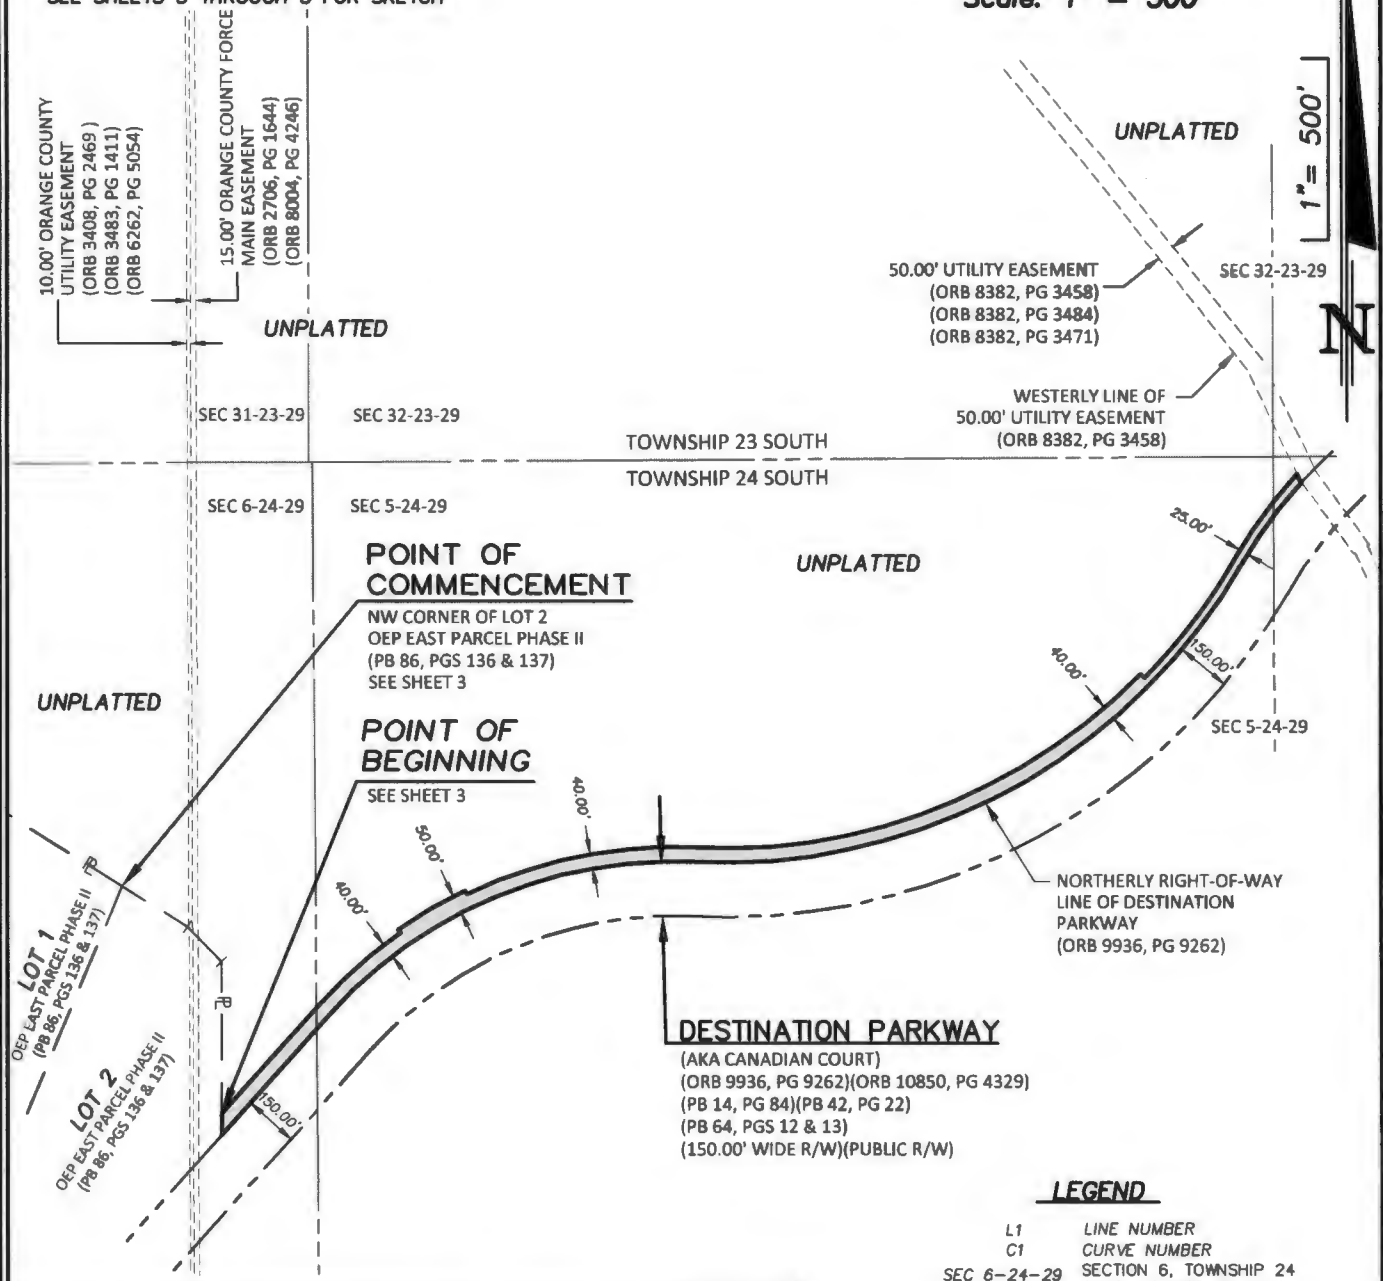 SEE SHEETS 3 THROUGH 5 FOR SKETCH
Scale: 1" = 500'
10.00' ORANGE COUNTY
UTILITY EASEMENT
(ORB 3408, PG 2469 )
(ORB 3483, PG 1411)
(ORB 6262, PG 5054)
15.00' ORANGE COUNTY FORCE
MAIN EASEMENT
(ORB 2706, PG 1644)
(ORB 8004, PG 4246)
UNPLATTED
UNPLATTED
1"= 500'
N
50.00' UTILITY EASEMENT
(ORB 8382, PG 3458)
(ORB 8382, PG 3484)
(ORB 8382, PG 3471)
SEC 32-23-29
WESTERLY LINE OF
50.00' UTILITY EASEMENT
(ORB 8382, PG 3458)
SEC 31-23-29
SEC 32-23-29
TOWNSHIP 23 SOUTH
TOWNSHIP 24 SOUTH
SEC 6-24-29
SEC 5-24-29
POINT OF
COMMENCEMENT
NW CORNER OF LOT 2
OEP EAST PARCEL PHASE II
(PB 86, PGS 136 & 137)
SEE SHEET 3
UNPLATTED
25.00'
150.00'
40.00'
SEC 5-24-29
UNPLATTED
POINT OF
BEGINNING
SEE SHEET 3
40.00'
50.00'
40.00'
NORTHERLY RIGHT-OF-WAY
LINE OF DESTINATION
PARKWAY
(ORB 9936, PG 9262)
PL
PL
LOT 1
OEP EAST PARCEL PHASE II
(PB 86, PGS 136 & 137)
LOT 2
OEP EAST PARCEL PHASE II
(PB 86, PGS 136 & 137)
150.00'
DESTINATION PARKWAY
(AKA CANADIAN COURT)
(ORB 9936, PG 9262)(ORB 10850, PG 4329)
(PB 14, PG 84)(PB 42, PG 22)
(PB 64, PGS 12 & 13)
(150.00' WIDE R/W)(PUBLIC R/W)
LEGEND
L1 LINE NUMBER
C1 CURVE NUMBER
SEC 6-24-29 SECTION 6, TOWNSHIP 24